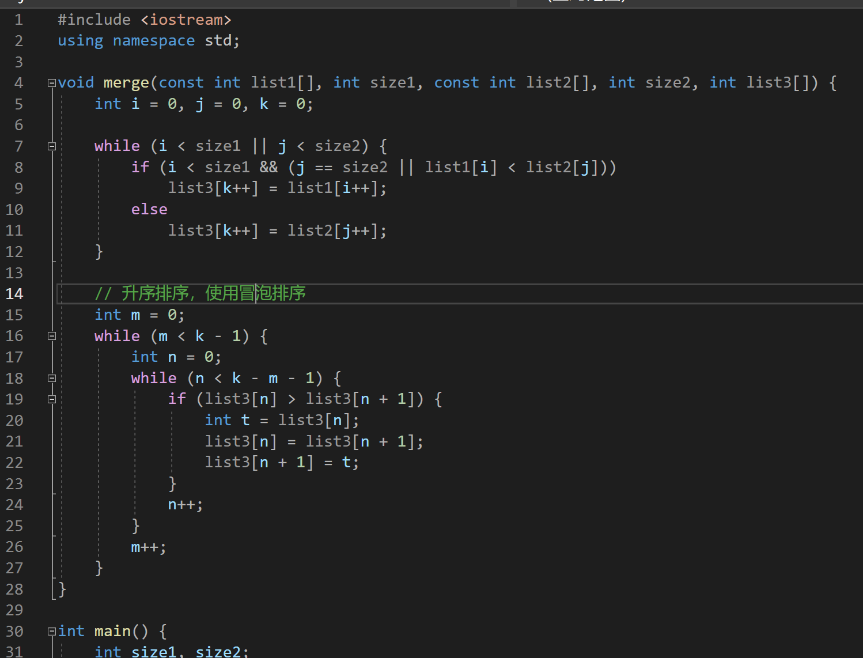 1 #include <iostream>
2 using namespace std;
3
4 void merge(const int list1[], int size1, const int list2[], int size2, int list3[]) {
5 int i = 0, j = 0, k = 0;
6
7 while (i < size1 || j < size2) {
8 if (i < size1 && (j == size2 || list1[i] < list2[j]))
9 list3[k++] = list1[i++];
10 else
11 list3[k++] = list2[j++];
12 }
13
14 // 升序排序，使用冒泡排序
15 int m = 0;
16 while (m < k - 1) {
17 int n = 0;
18 while (n < k - m - 1) {
19 if (list3[n] > list3[n + 1]) {
20 int t = list3[n];
21 list3[n] = list3[n + 1];
22 list3[n + 1] = t;
23 }
24 n++;
25 }
26 m++;
27 }
28 }
29
30 int main() {
31 int size1, size2;